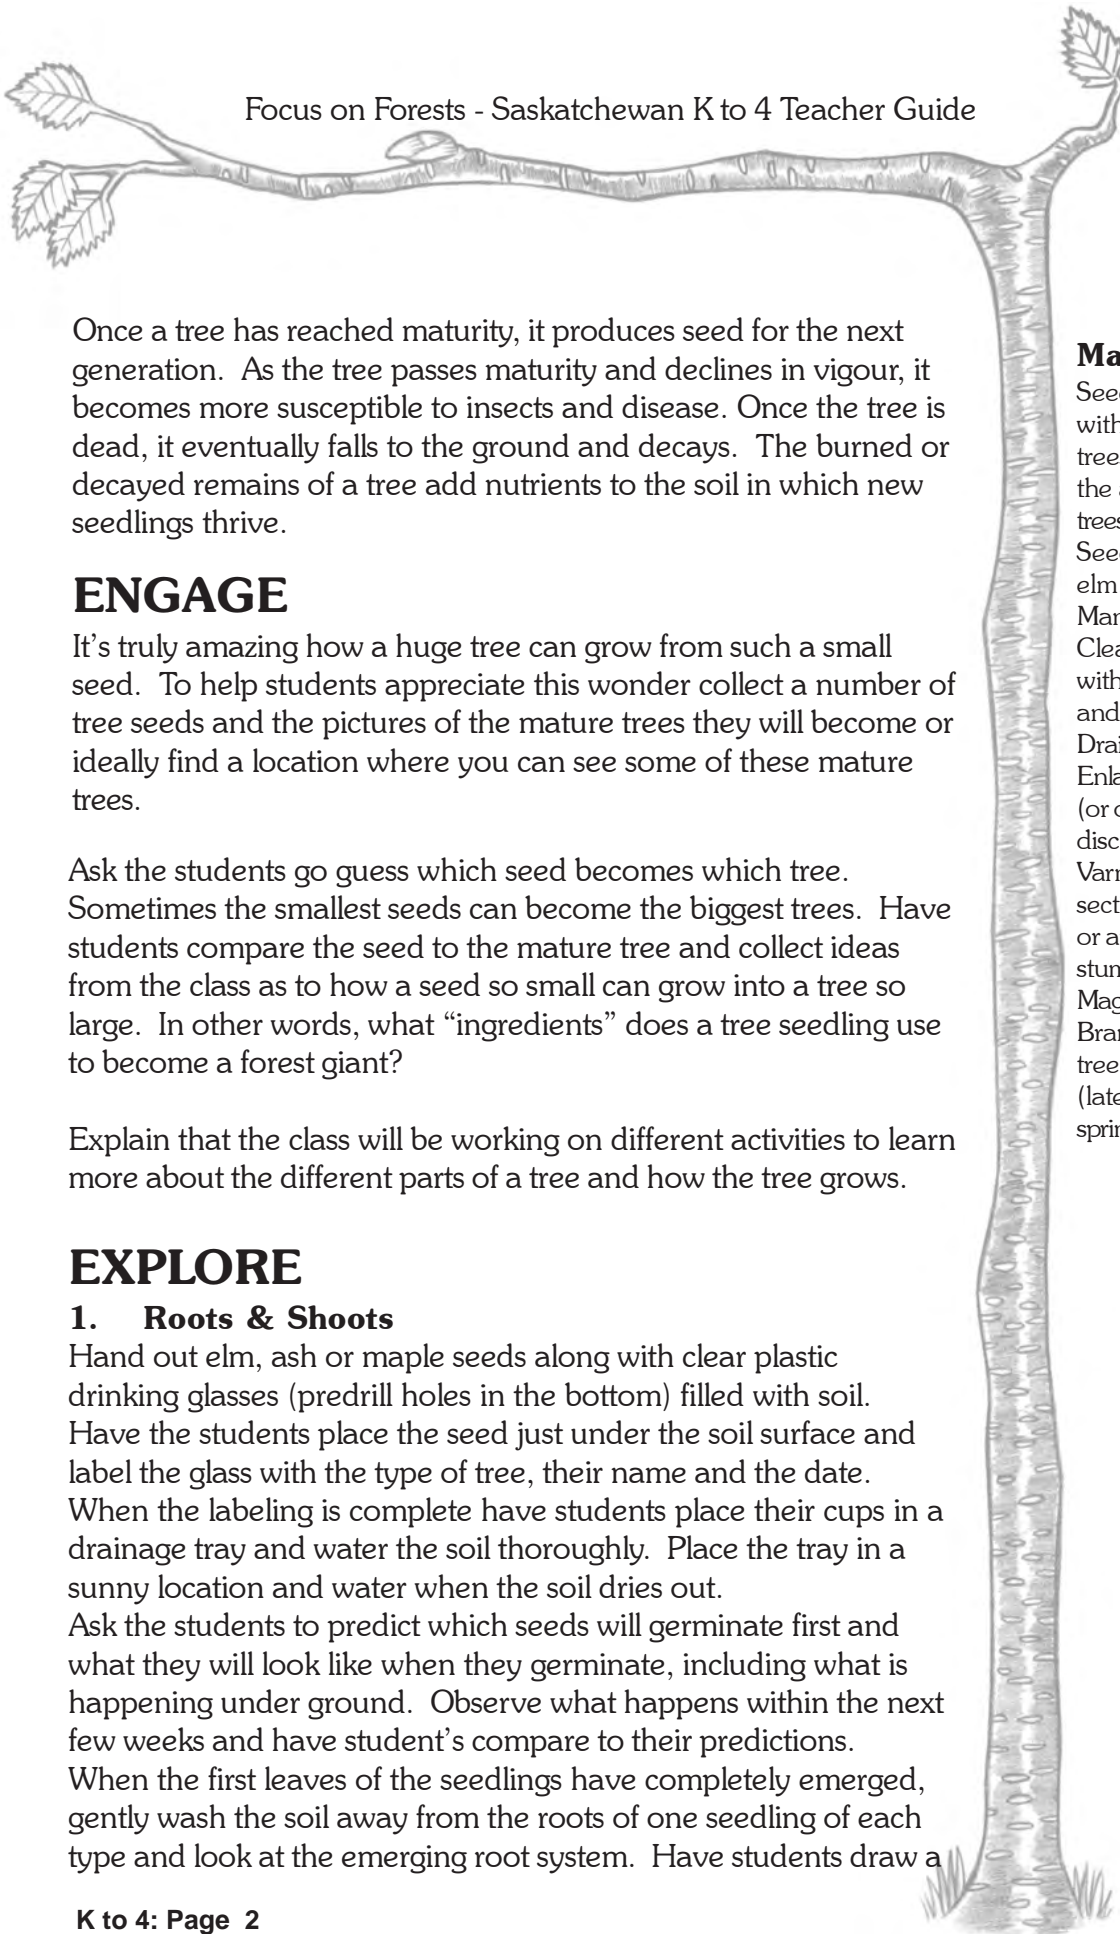 Focus on Forests - Saskatchewan K to 4 Teacher Guide
Once a tree has reached maturity, it produces seed for the next
generation. As the tree passes maturity and declines in vigour, it
becomes more susceptible to insects and disease. Once the tree is
dead, it eventually falls to the ground and decays. The burned or
decayed remains of a tree add nutrients to the soil in which new
seedlings thrive.
ENGAGE
It's truly amazing how a huge tree can grow from such a small
seed. To help students appreciate this wonder collect a number of
tree seeds and the pictures of the mature trees they will become or
ideally find a location where you can see some of these mature
trees.
Ask the students go guess which seed becomes which tree.
Sometimes the smallest seeds can become the biggest trees. Have
students compare the seed to the mature tree and collect ideas
from the class as to how a seed so small can grow into a tree so
large. In other words, what “ingredients” does a tree seedling use
to become a forest giant?
Explain that the class will be working on different activities to learn
more about the different parts of a tree and how the tree grows.
EXPLORE
1. Roots & Shoots
Hand out elm, ash or maple seeds along with clear plastic
drinking glasses (predrill holes in the bottom) filled with soil.
Have the students place the seed just under the soil surface and
label the glass with the type of tree, their name and the date.
When the labeling is complete have students place their cups in a
drainage tray and water the soil thoroughly. Place the tray in a
sunny location and water when the soil dries out.
Ask the students to predict which seeds will germinate first and
what they will look like when they germinate, including what is
happening under ground. Observe what happens within the next
few weeks and have student's compare to their predictions.
When the first leaves of the seedlings have completely emerged,
gently wash the soil away from the roots of one seedling of each
type and look at the emerging root system. Have students draw a
K to 4: Page 2
the
elm
and
(or
or a
tree